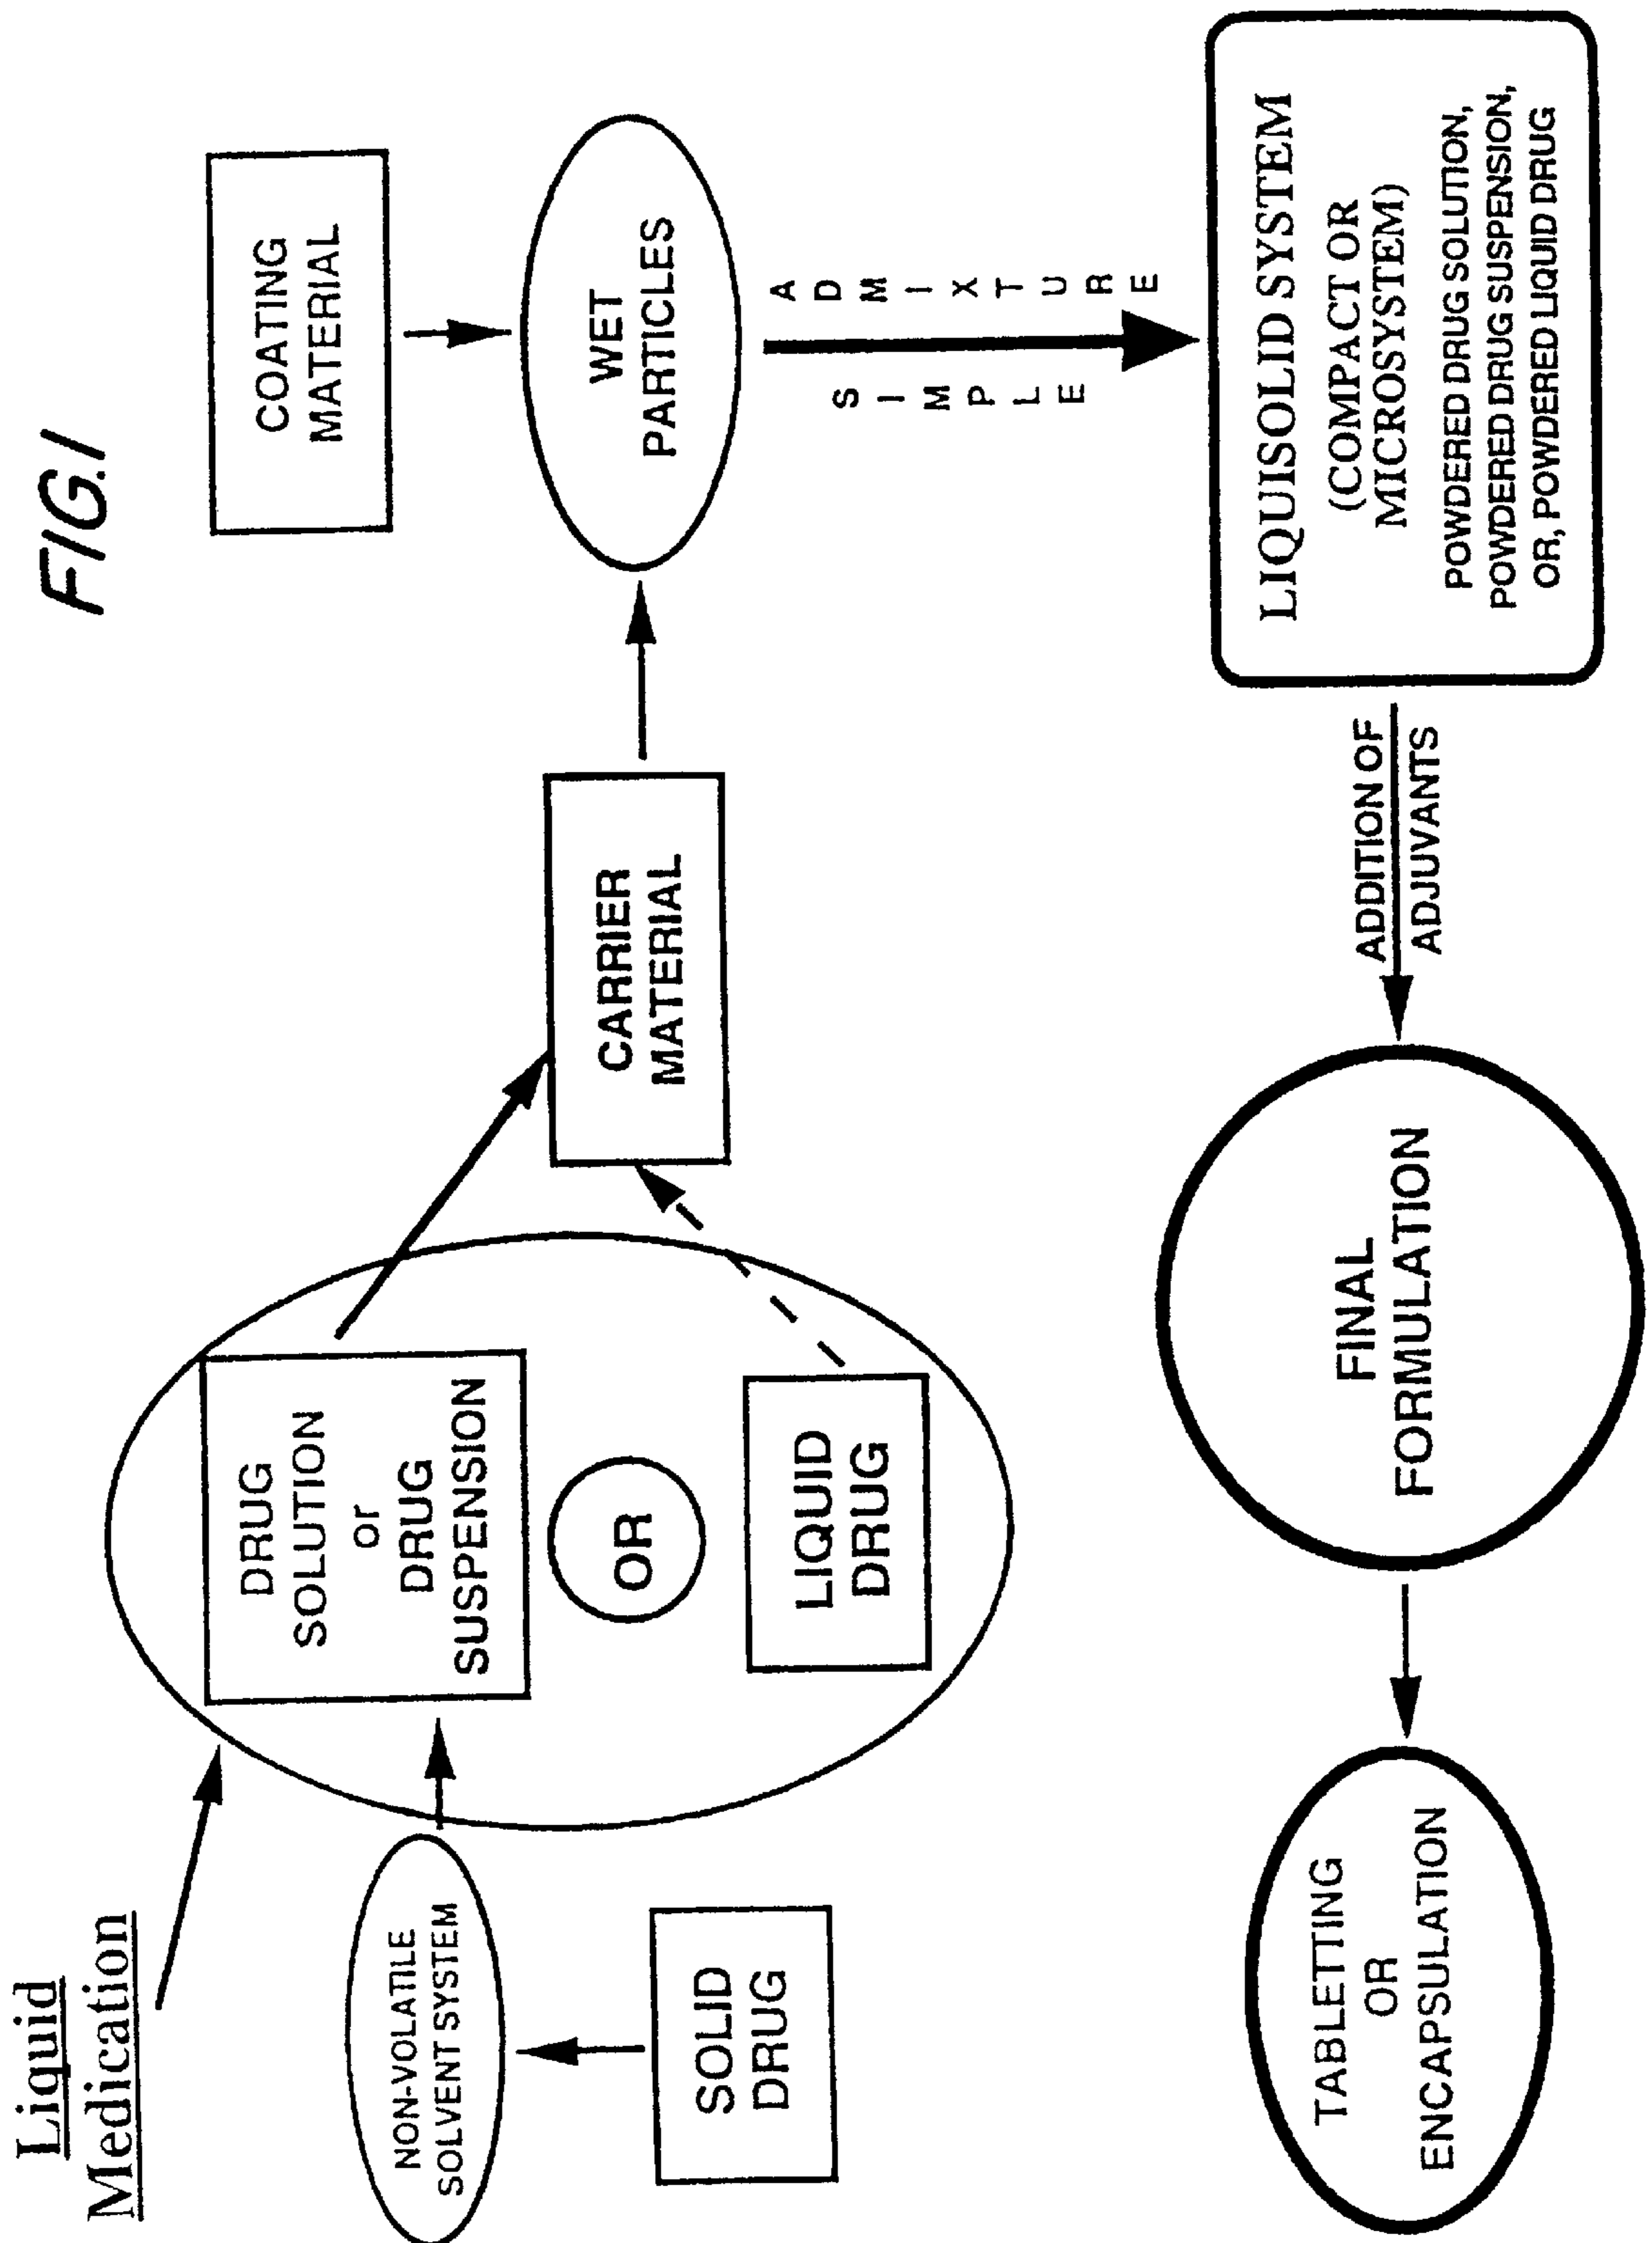 FIG.1
Liquid
Medication
NON-VOLATILE
SOLVENT SYSTEM
SOLID
DRUG
DRUG
SOLUTION
or
DRUG
SUSPENSION
OR
LIQUID
DRUG
CARRIER
MATERIAL
COATING
MATERIAL
WET
PARTICLES
SIMPLE
ADMIXTURE
LIQUISOLID SYSTEM
(COMPACT OR
MICROSYSTEM)
POWDERED DRUG SOLUTION,
POWDERED DRUG SUSPENSION,
OR, POWDERED LIQUID DRUG
ADDITION OF
ADJUVANTS
FINAL
FORMULATION
TABLETTING
OR
ENCAPSULATION